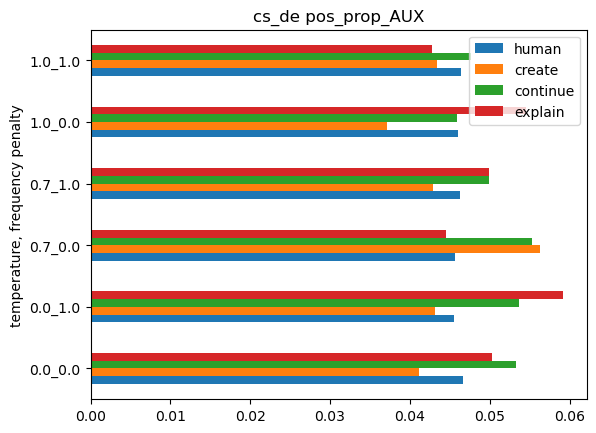 cs_de pos_prop_AUX
human
create
continue
explain
temperature, frequency penalty
1.0_1.0
1.0_0.0
0.7_1.0
0.7_0.0
0.0_1.0
0.0_0.0
0.00 0.01 0.02 0.03 0.04 0.05 0.06